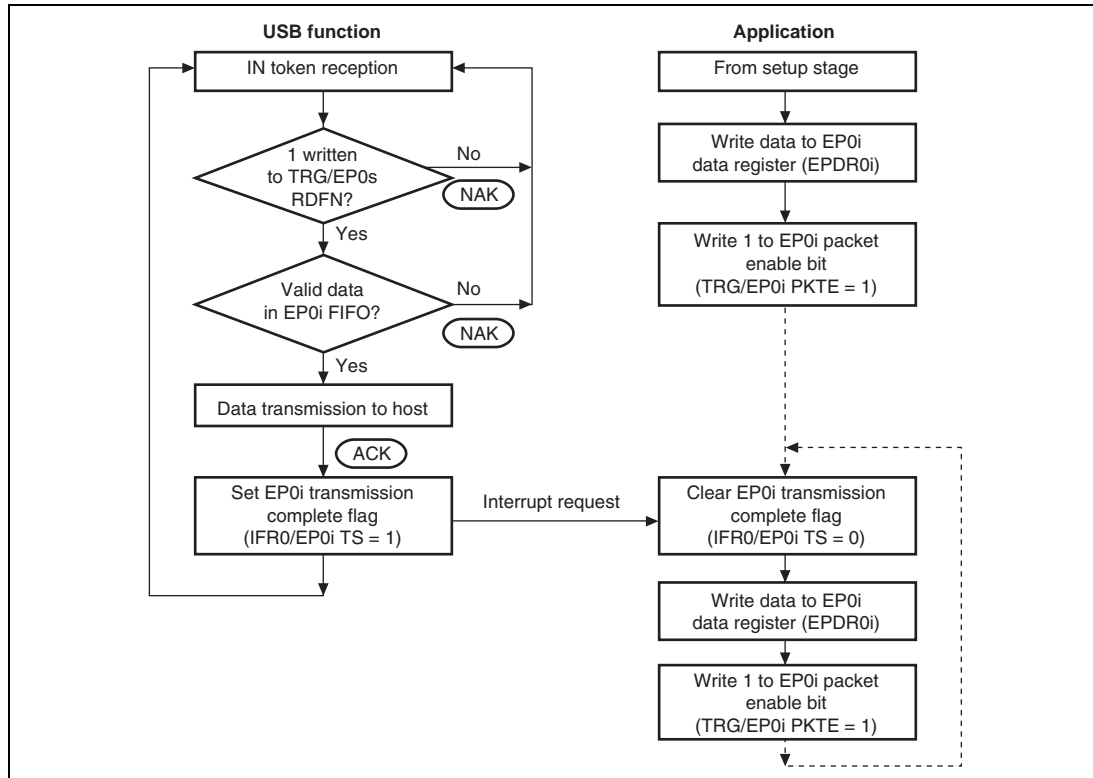 USB function
IN token reception
1 written
to TRG/EP0s
RDFN?
No
NAK
Yes
Valid data
in EP0i FIFO?
No
NAK
Yes
Data transmission to host
ACK
Set EP0i transmission
complete flag
(IFR0/EP0i TS = 1)
Interrupt request
Application
From setup stage
Write data to EP0i
data register (EPDR0i)
Write 1 to EP0i packet
enable bit
(TRG/EP0i PKTE = 1)
Clear EP0i transmission
complete flag
(IFR0/EP0i TS = 0)
Write data to EP0i
data register (EPDR0i)
Write 1 to EP0i packet
enable bit
(TRG/EP0i PKTE = 1)